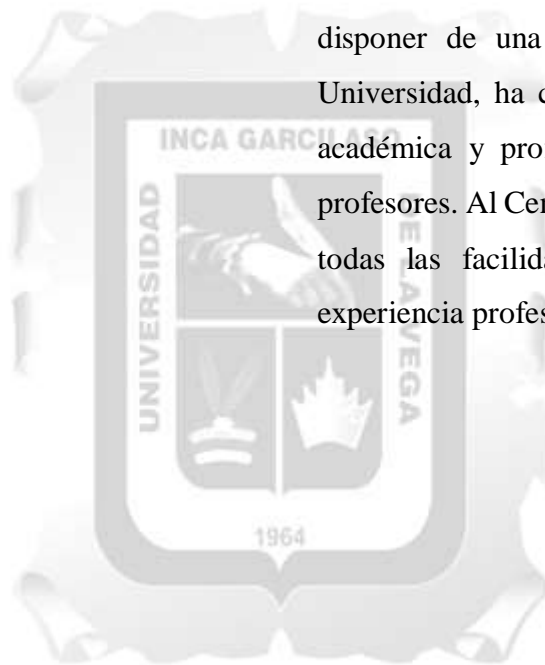 disponer de una
Universidad, ha c
académica y pro
profesores. Al Cer
todas las facilida
experiencia profes
INCA GARCILASO
UNIVERSIDAD
DE LA VEGA
1964